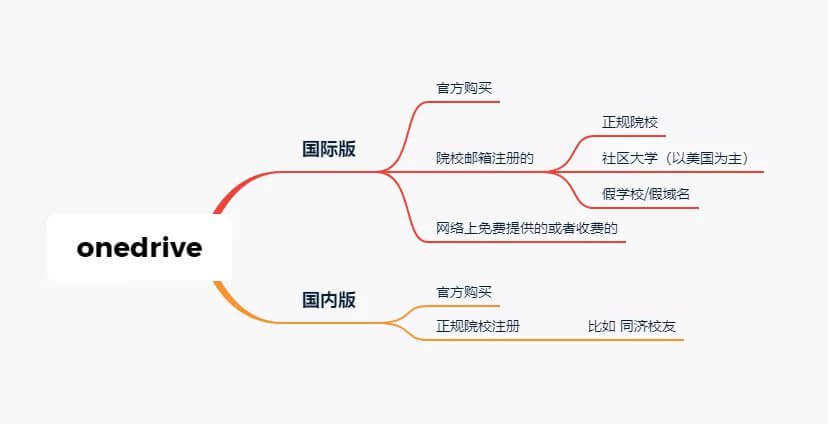 onedrive
国际版
官方购买
院校邮箱注册的
正规院校
社区大学（以美国为主）
假学校/假域名
网络上免费提供的或者收费的
国内版
官方购买
正规院校注册
比如 同济校友